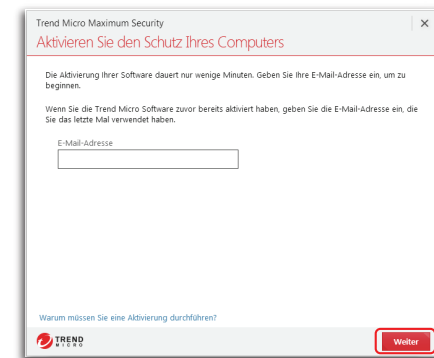 Trend Micro Maximum Security
Aktivieren Sie den Schutz Ihres Computers
Die Aktivierung Ihrer Software dauert nur wenige Minuten. Geben Sie Ihre E-Mail-Adresse ein, um zu
beginnen.
Wenn Sie die Trend Micro Software zuvor bereits aktiviert haben, geben Sie die E-Mail-Adresse ein, die
Sie das letzte Mal verwendet haben.
E-Mail-Adresse
Warum müssen Sie eine Aktivierung durchführen?
TREND
MICRO
Weiter